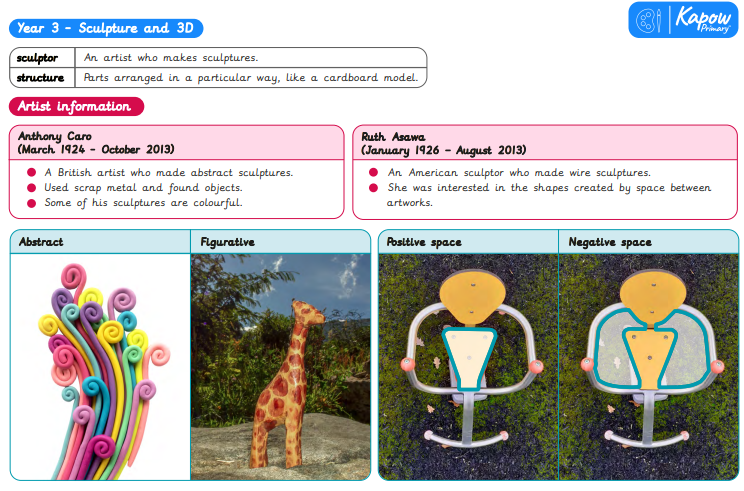 Year 3 - Sculpture and 3D
Kapow
Primary
sculptor An artist who makes sculptures.
structure Parts arranged in a particular way, like a cardboard model.
Artist information
Anthony Caro
(March 1924 - October 2013)
● A British artist who made abstract sculptures.
● Used scrap metal and found objects.
● Some of his sculptures are colourful.
Ruth Asawa
(January 1926 - August 2013)
● An American sculptor who made wire sculptures.
● She was interested in the shapes created by space between
artworks.
Abstract
Figurative
Positive space
Negative space